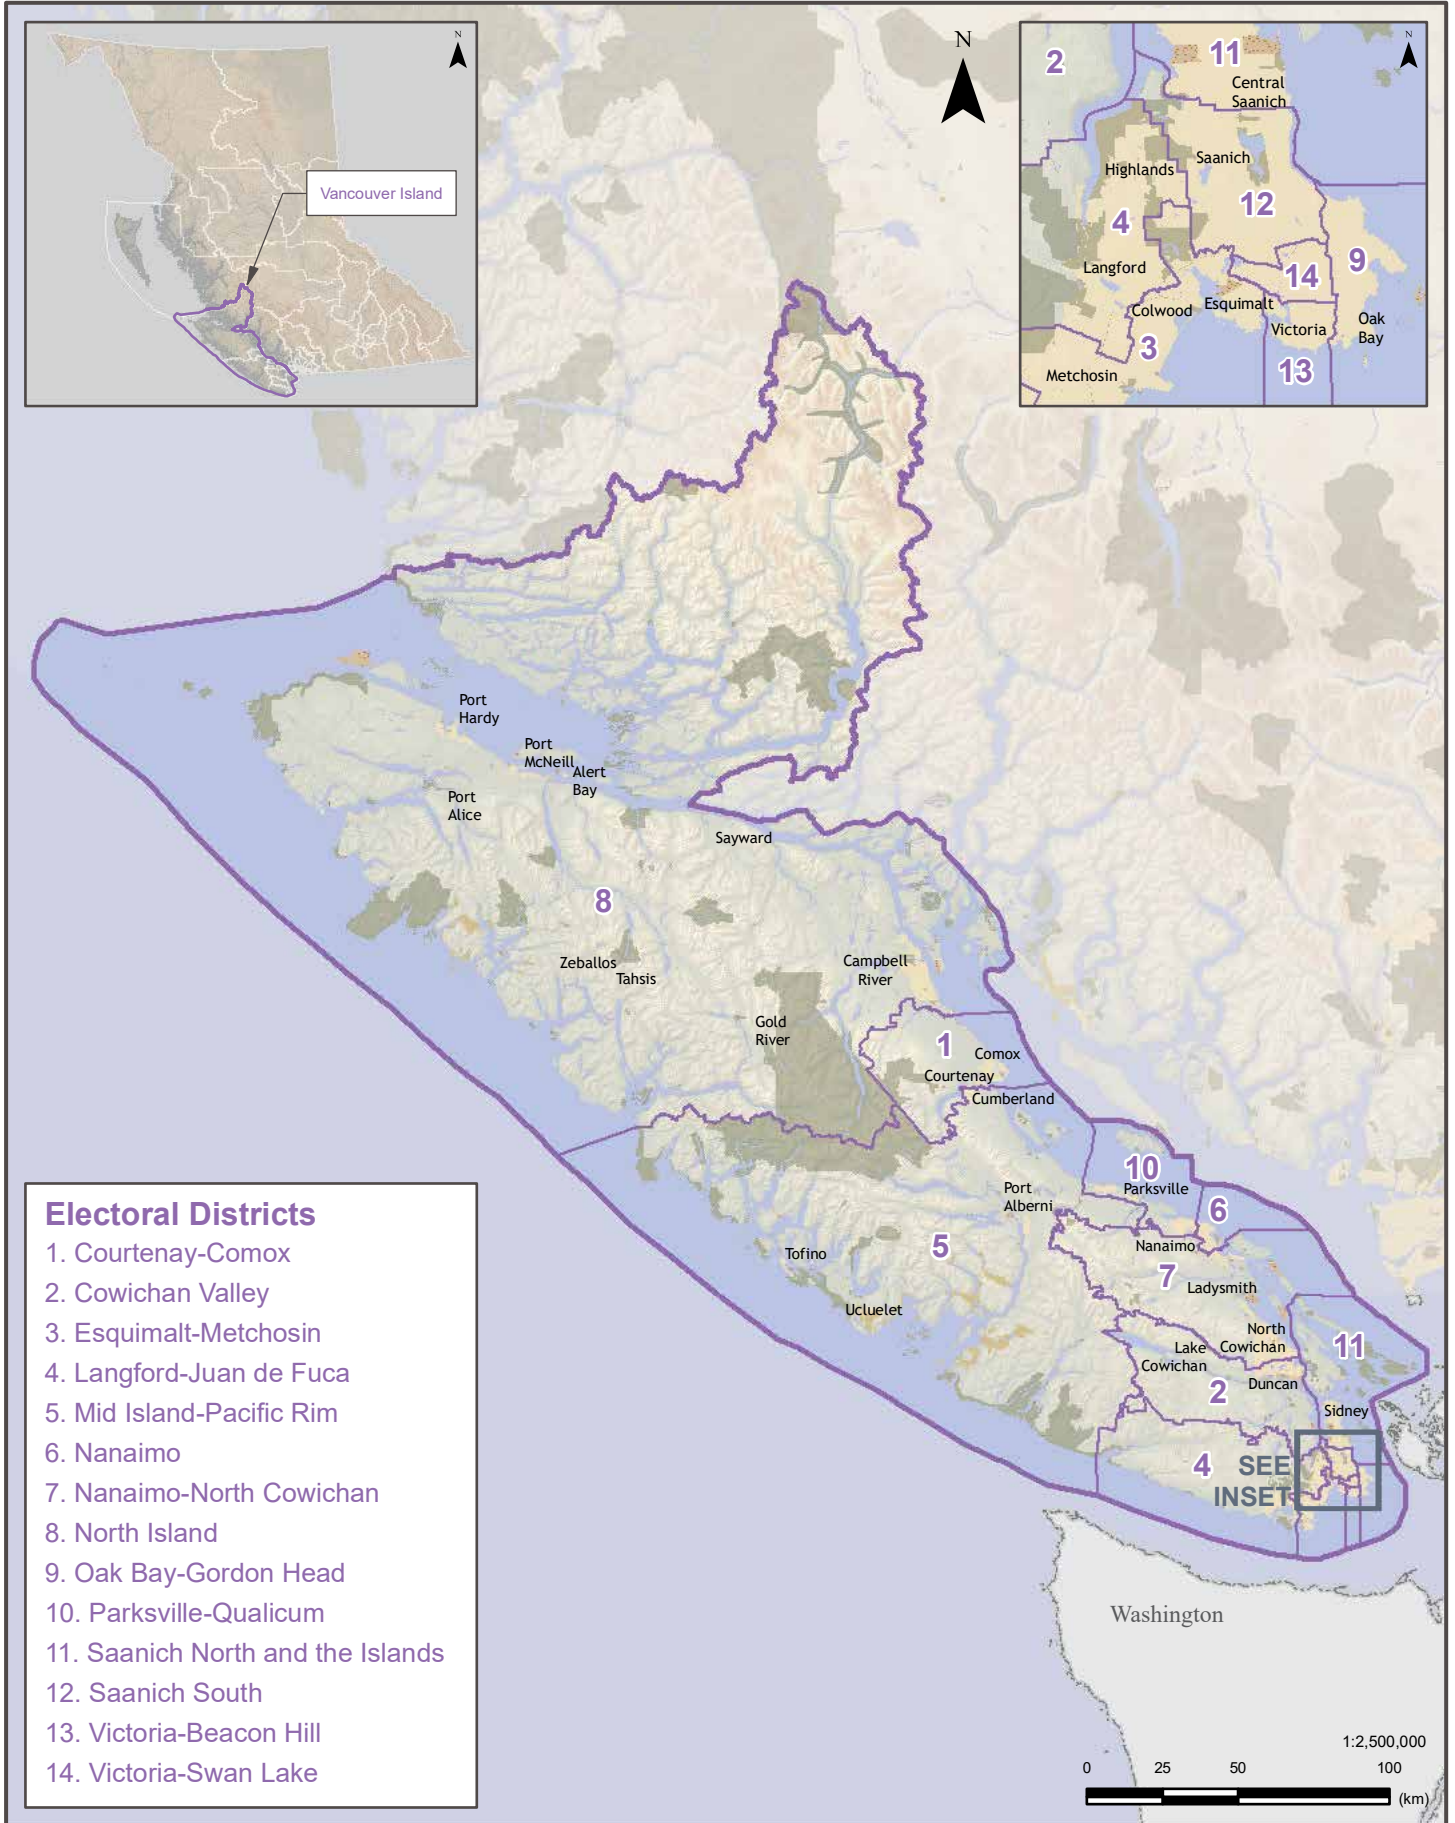 N
Vancouver Island
N
N
2
11
Central
Saanich
Highlands
Saanich
12
4
9
Langford
14
Colwood
Esquimalt
Victoria
Oak
Bay
3
Metchosin
13
Port
Hardy
Port
McNeill
Alert
Bay
Port
Alice
Sayward
8
Zeballos
Tahsis
Campbell
River
Gold
River
1
Comox
Courtenay
Cumberland
10
Parksville
Port
Alberni
6
5
Nanaimo
Tofino
7
Ladysmith
Ucluelet
North
Cowichan
11
Lake
Cowichan
Duncan
2
Sidney
4
SEE
INSET
Washington
Electoral Districts
1. Courtenay-Comox
2. Cowichan Valley
3. Esquimalt-Metchosin
4. Langford-Juan de Fuca
5. Mid Island-Pacific Rim
6. Nanaimo
7. Nanaimo-North Cowichan
8. North Island
9. Oak Bay-Gordon Head
10. Parksville-Qualicum
11. Saanich North and the Islands
12. Saanich South
13. Victoria-Beacon Hill
14. Victoria-Swan Lake
1:2,500,000
0 25 50 100
(km)